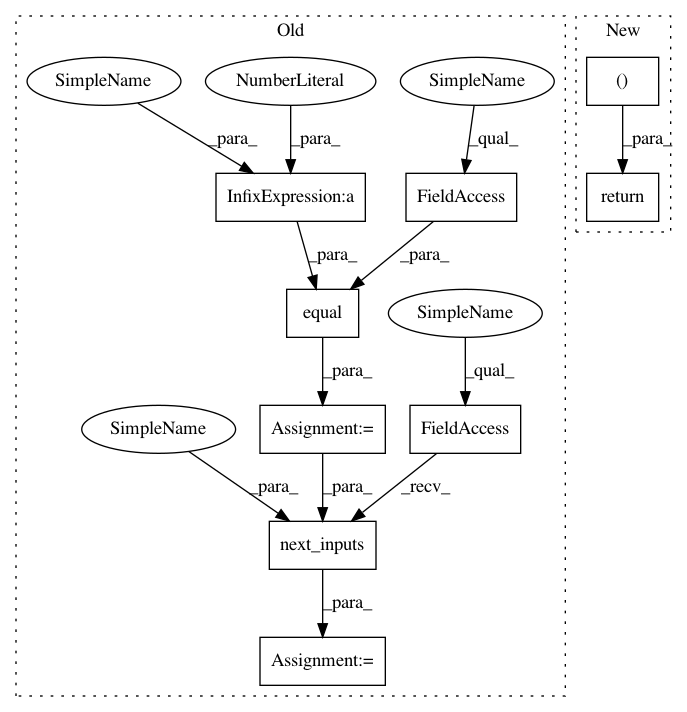 Old
New
SimpleName
NumberLiteral
SimpleName
()
_para_
_para_
_qual_
_para_
InfixExpression:a
FieldAccess
return
_para_
_para_
equal
SimpleName
_para_
_qual_
SimpleName
Assignment:=
FieldAccess
_para_
_para_
_recv_
next_inputs
_para_
Assignment:=